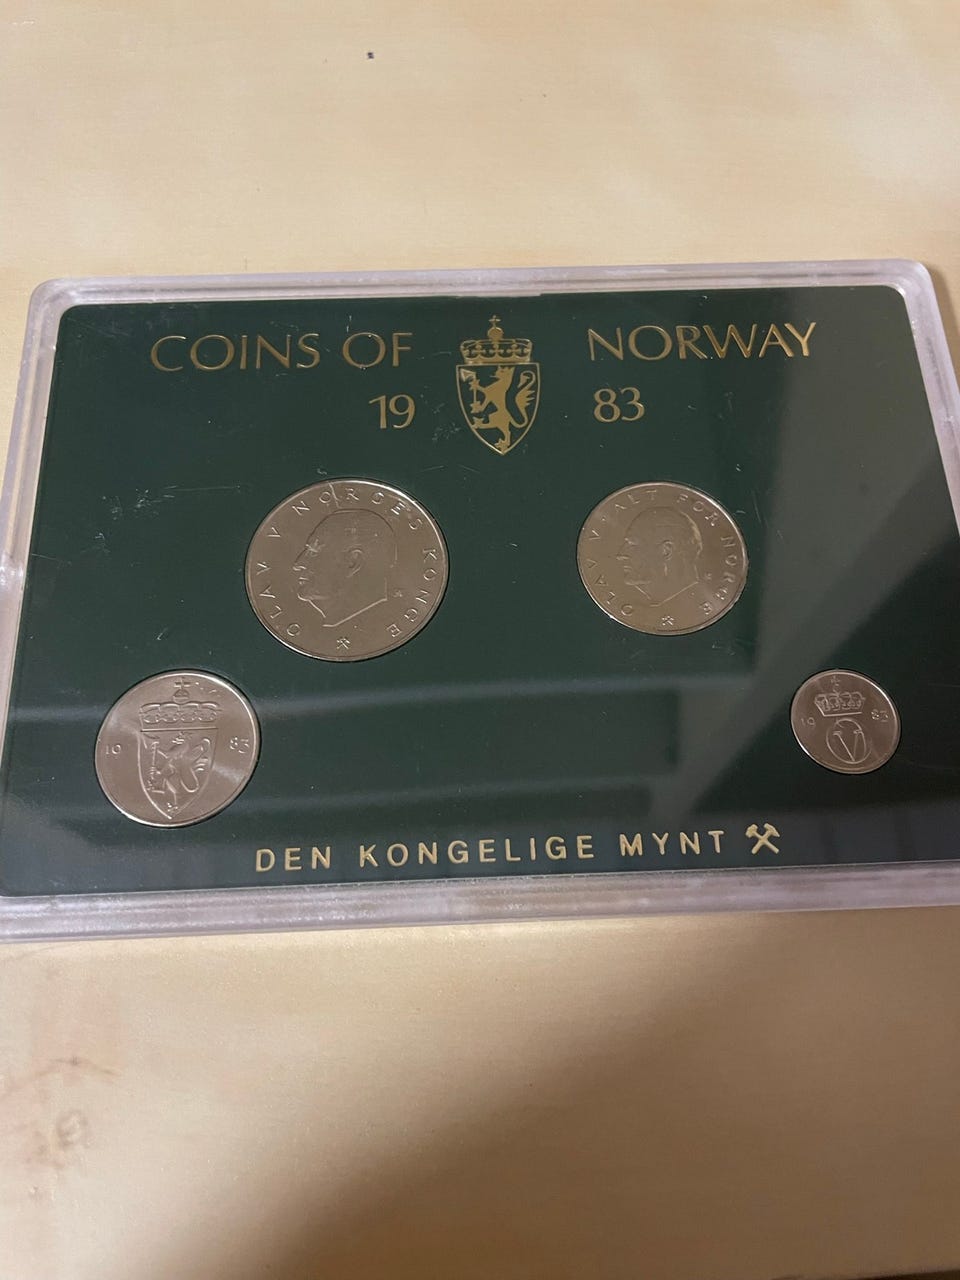 COINS OF NORWAY
19 83
OLAV V NORGES KONGE
OLAV V ALT FOR NORGE
19 83
19 83
V
DEN KONGELIGE MYNT